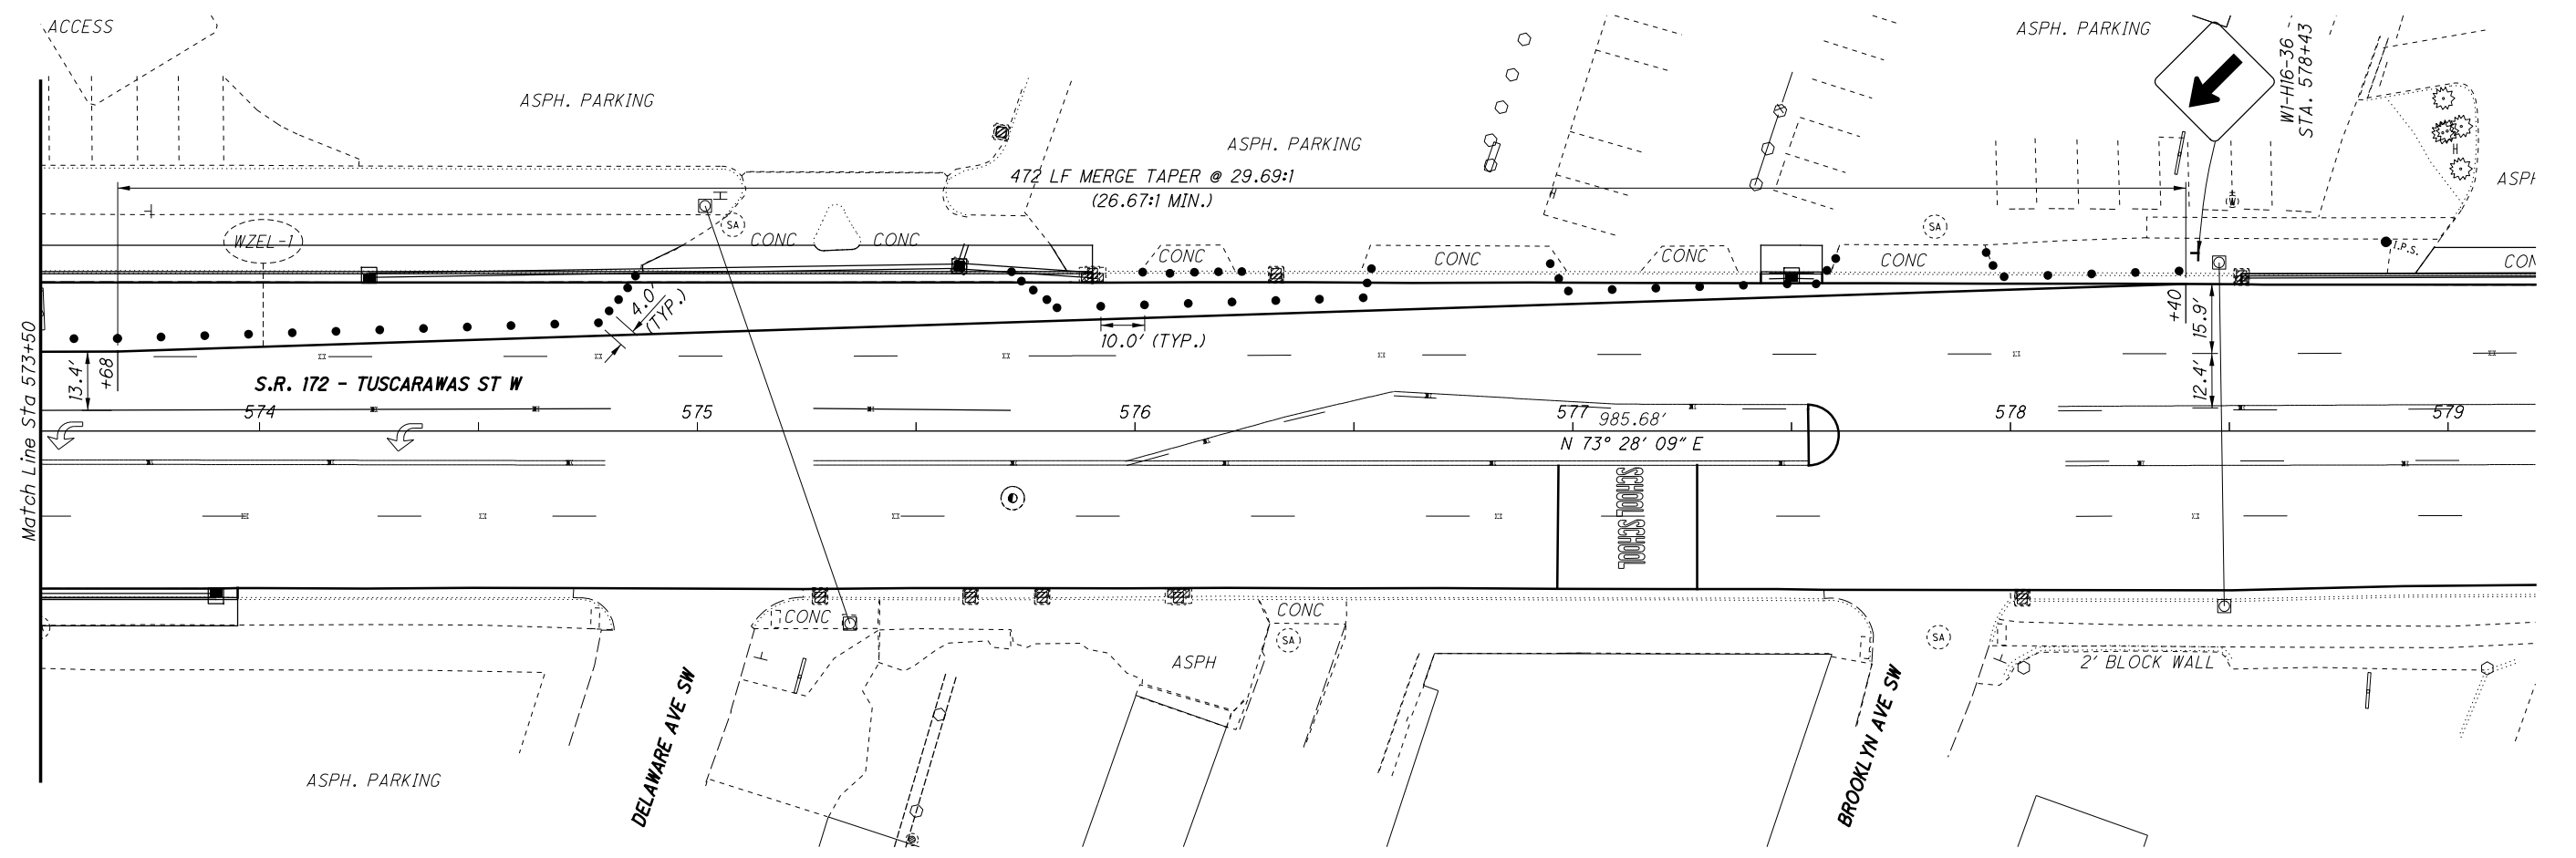 ACCESS
ASPH. PARKING
ASPH. PARKING
ASPH. PARKING
W1-H16-36
STA. 578+43
472 LF MERGE TAPER @ 29.69:1
(26.67:1 MIN.)
ASPH
SA
SA
WZEL-1
CONC
CONC
CONC
CONC
CONC
CONC
T.P.S.
CON
4.0'
(TYP.)
10.0' (TYP.)
+40
15.9'
12.4'
13.4'
+68
Match Line Sta 573+50
S.R. 172 - TUSCARAWAS ST W
574
575
576
577
578
579
985.68'
N 73° 28' 09" E
SCHOOL
SCHOOL
CONC
CONC
SA
SA
ASPH
2' BLOCK WALL
DELAWARE AVE SW
BROOKLYN AVE SW
ASPH. PARKING